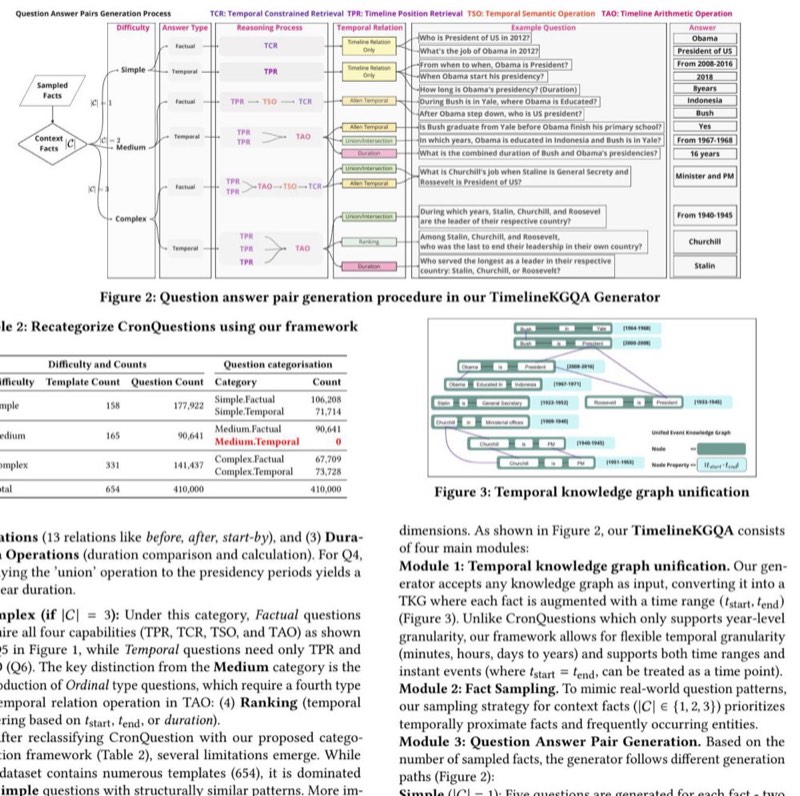 Question Answer Pairs Generation Process
TCR: Temporal Constrained Retrieval TPR: Timeline Position Retrieval TSO: Temporal Semantic Operation TAO: Timeline Arithmetic Operation
Difficulty Answer Type Reasoning Process Temporal Relation Example Question Answer
Sampled Facts
Context Facts |C|
|C| = 1
|C| = 2
|C| = 3
Simple
Medium
Complex
Factual TCR Timeline Relation Only
Who is President of US in 2012? Obama
What's the job of Obama in 2012? President of US
Temporal TPR Timeline Relation Only
From when to when, Obama is President? From 2008-2016
When Obama start his presidency? 2018
How long is Obama's presidency? (Duration) 8years
Factual TPR TSO TCR Allen Temporal
During Bush is in Yale, where Obama is Educated? Indonesia
After Obama step down, who is US president? Bush
Temporal TPR TPR TAO
Allen Temporal Is Bush graduate from Yale before Obama finish his primary school? Yes
Union/Intersection In which years, Obama is educated in Indonesia and Bush is in Yale? From 1967-1968
Duration What is the combined duration of Bush and Obama's presidencies? 16 years
Factual TPR TPR TAO TSO TCR
Union/Intersection
Allen Temporal
What is Churchill's job when Staline is General Secrety and
Rossevelt is President of US?
Minister and PM
Temporal TPR TPR TPR TAO
Union/Intersection
During which years, Stalin, Churchill, and Roosevel
are the leader of their respective country?
From 1940-1945
Ranking
Among Stalin, Churchill, and Roosevelt,
who was the last to end their leadership in their own country?
Churchill
Duration
Who served the longest as a leader in their respective
country: Stalin, Churchill, or Roosevelt?
Stalin
Figure 2: Question answer pair generation procedure in our TimelineKGQA Generator
le 2: Recategorize CronQuestions using our framework
Difficulty and Counts Question categorisation
ifficulty Template Count Question Count Category Count
mple 158 177,922 Simple.Factual 106,208
Simple.Temporal 71,714
edium 165 90,641 Medium.Factual 90,641
Medium.Temporal 0
omplex 331 141,437 Complex.Factual 67,709
Complex.Temporal 73,728
tal 654 410,000 410,000
Bush is Yale [1964-1968]
Bush is President [2000-2008]
Obama is President [2008-2016]
Obama Educated in Indonesia [1967-1971]
Stalin is General Secretary [1922-1952]
Roosevelt is President [1933-1945]
Churchill is Ministerial offices
Churchill is PM [1940-1945]
Churchill is PM [1951-1955]
Unified Event Knowledge Graph
Node
Node Property
Figure 3: Temporal knowledge graph unification
ations (13 relations like before, after, start-by), and (3) Dura-
Operations (duration comparison and calculation). For Q4,
ying the 'union' operation to the presidency periods yields a
ear duration.
mplex (if |C| = 3): Under this category, Factual questions
ire all four capabilities (TPR, TCR, TSO, and TAO) as shown
5 in Figure 1, while Temporal questions need only TPR and
(Q6). The key distinction from the Medium category is the
oduction of Ordinal type questions, which require a fourth type
emporal relation operation in TAO: (4) Ranking (temporal
ring based on tstart, tend, or duration).
fter reclassifying CronQuestion with our proposed catego-
ion framework (Table 2), several limitations emerge. While
dataset contains numerous templates (654), it is dominated
imple questions with structurally similar patterns. More im-
dimensions. As shown in Figure 2, our TimelineKGQA consists
of four main modules:
Module 1: Temporal knowledge graph unification. Our gen-
erator accepts any knowledge graph as input, converting it into a
TKG where each fact is augmented with a time range (tstart, tend)
(Figure 3). Unlike CronQuestions which only supports year-level
granularity, our framework allows for flexible temporal granularity
(minutes, hours, days to years) and supports both time ranges and
instant events (where tstart = tend, can be treated as a time point).
Module 2: Fact Sampling. To mimic real-world question patterns,
our sampling strategy for context facts (|C| ∈ {1, 2, 3}) prioritizes
temporally proximate facts and frequently occurring entities.
Module 3: Question Answer Pair Generation. Based on the
number of sampled facts, the generator follows different generation
paths (Figure 2):
Simple (|C| = 1): Five questions are generated for each fact - two